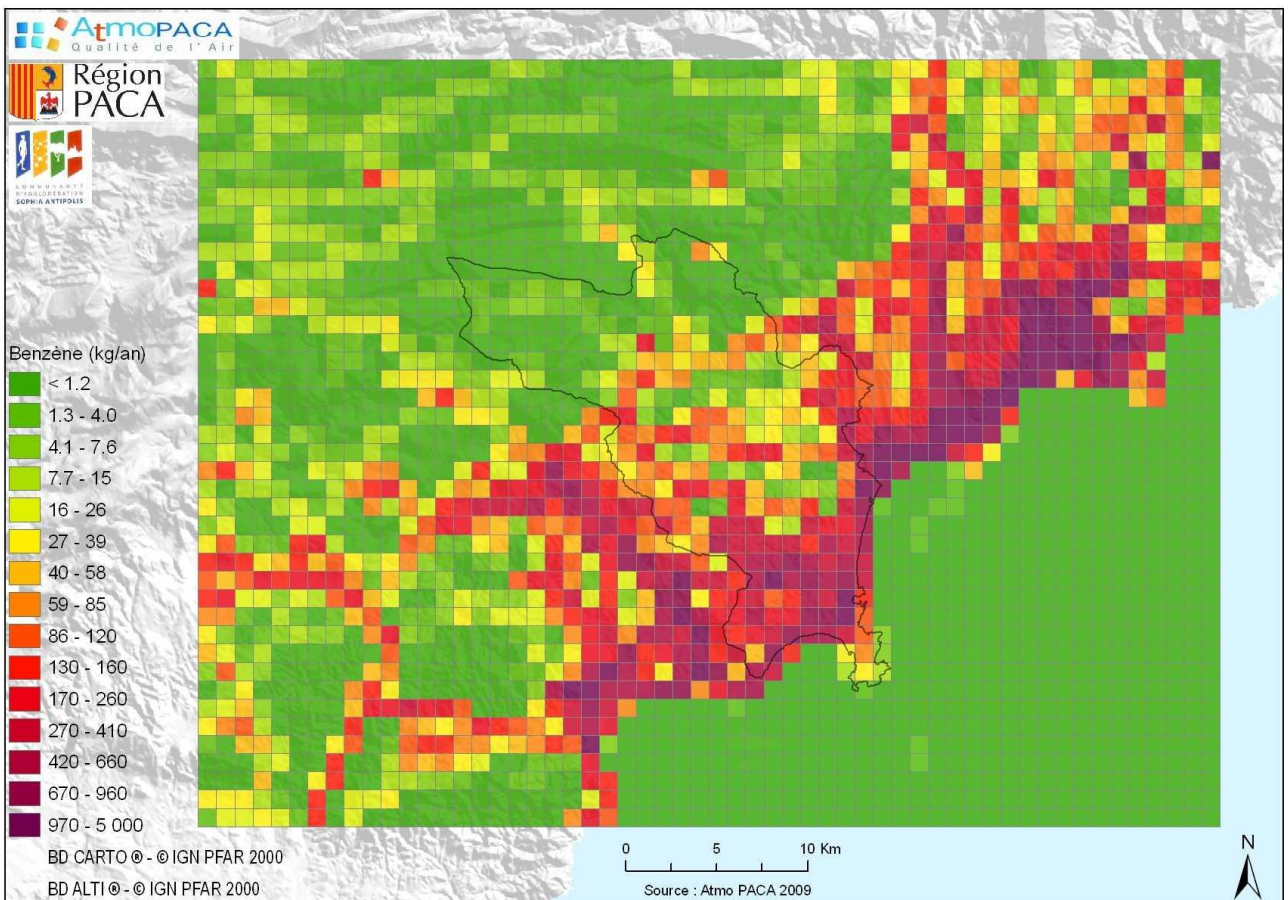 AtmoPACA
Qualité de l'Air
Région
PACA
COMMUNAUTÉ
D'AGGLOMÉRATION
SOPHIA ANTIPOLIS
Benzène (kg/an)
< 1.2
1.3 - 4.0
4.1 - 7.6
7.7 - 15
16 - 26
27 - 39
40 - 58
59 - 85
86 - 120
130 - 160
170 - 260
270 - 410
420 - 660
670 - 960
970 - 5 000
BD CARTO ® - © IGN PFAR 2000
BD ALTI ® - © IGN PFAR 2000
0 5 10 Km
Source : Atmo PACA 2009
N